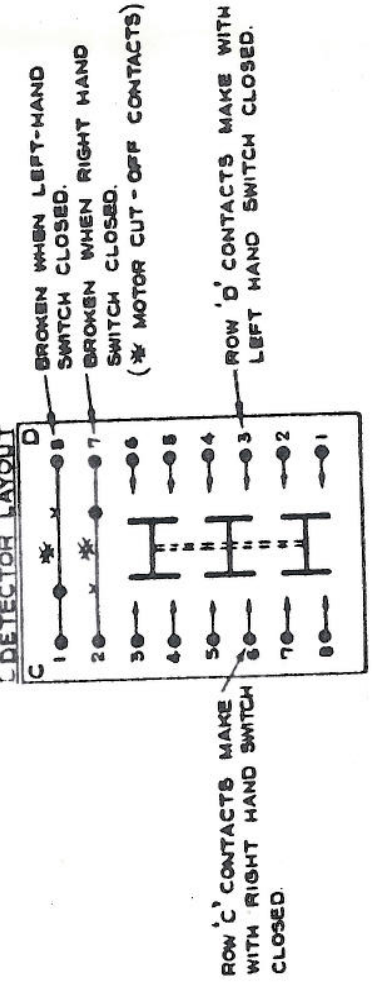 DETECTOR LAYOUT
C D
1 8
2 7
3 6
4 5
5 4
6 3
7 2
8 1
BROKEN WHEN LEFT-HAND
SWITCH CLOSED.
BROKEN WHEN RIGHT HAND
SWITCH CLOSED.
(* MOTOR CUT-OFF CONTACTS)
ROW 'D' CONTACTS MAKE WITH
LEFT HAND SWITCH CLOSED.
ROW 'C' CONTACTS MAKE
WITH RIGHT HAND SWITCH
CLOSED.